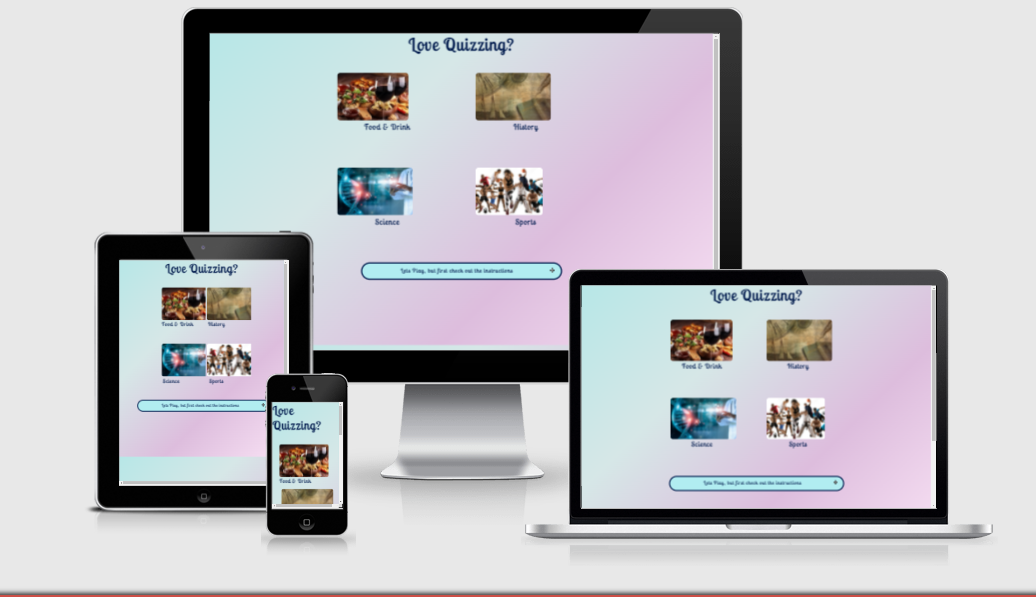 Love Quizzing?
Food & Drink
History
Science
Sports
Lets Play, but first check out the instructions
Love Quizzing?
Food & Drink
History
Science
Sports
Lets Play, but first check out the instructions
Love
Quizzing?
Food & Drink
Love Quizzing?
Food & Drink
History
Science
Sports
Lets Play, but first check out the instructions